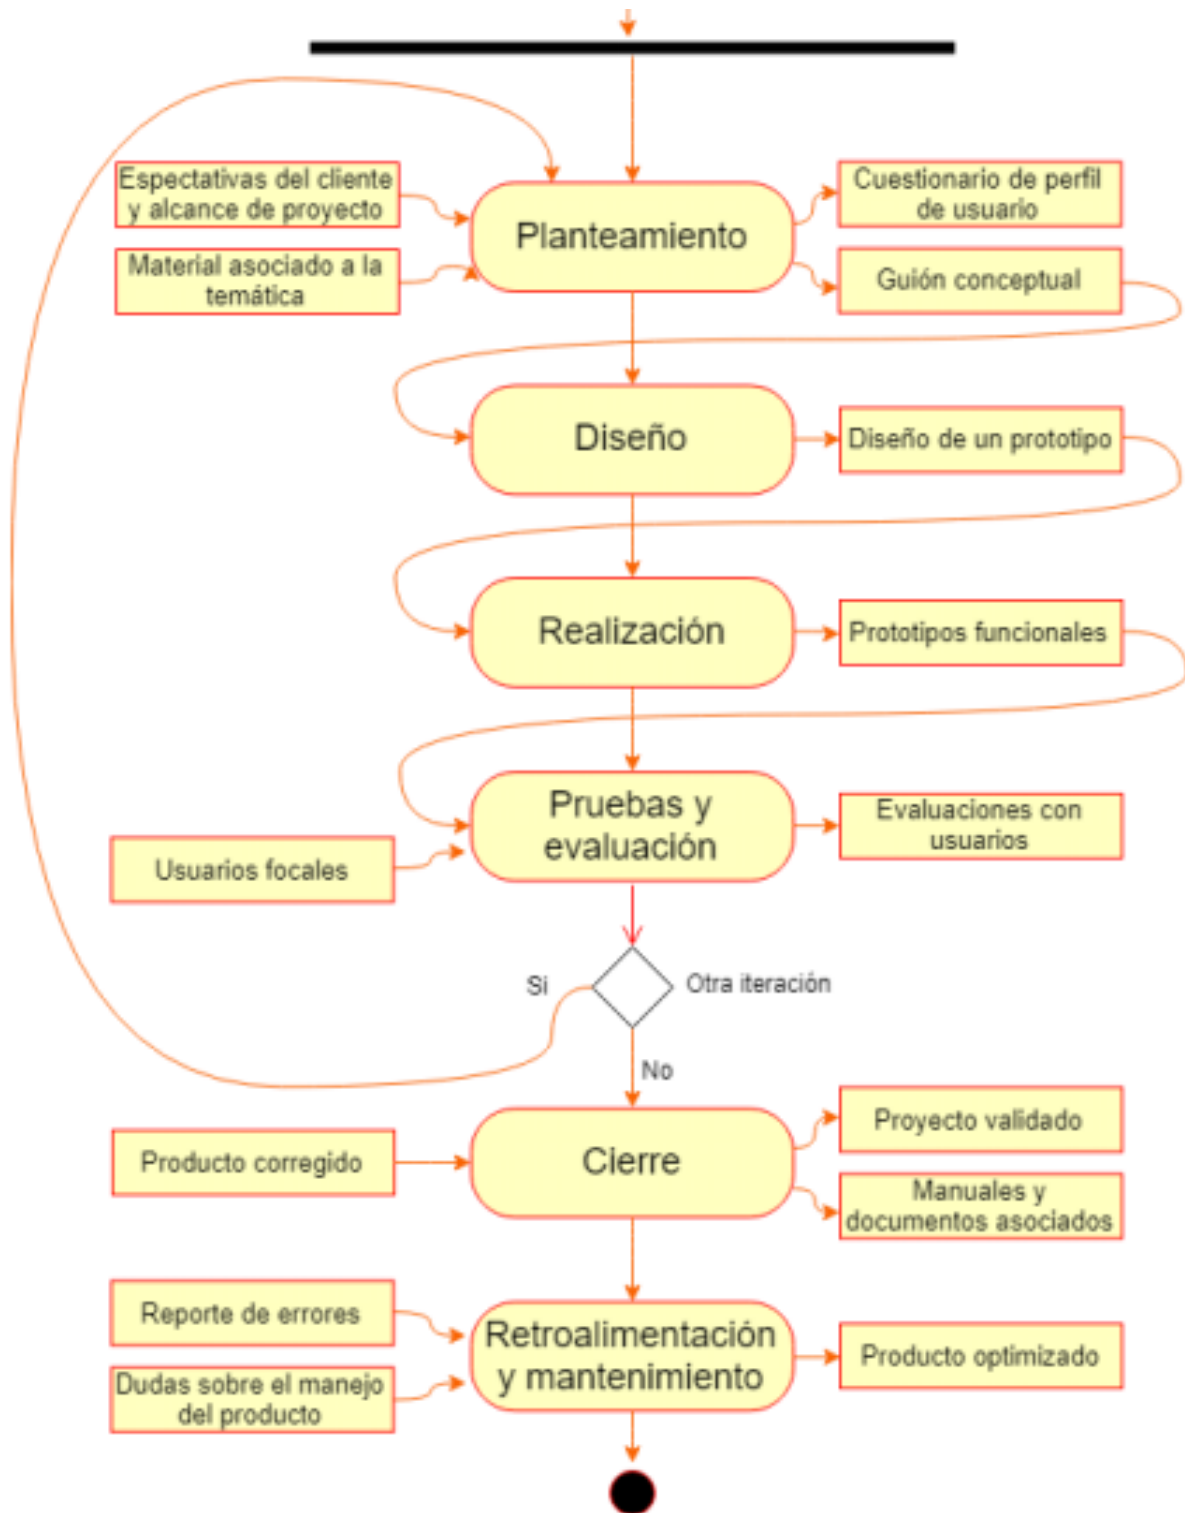 Espectativas del cliente
y alcance de proyecto
Material asociado a la
temática
Planteamiento
Cuestionario de perfil
de usuario
Guión conceptual
Diseño
Diseño de un prototipo
Realización
Prototipos funcionales
Pruebas y
evaluación
Evaluaciones con
usuarios
Usuarios focales
Si
Otra iteración
No
Producto corregido
Cierre
Proyecto validado
Manuales y
documentos asociados
Reporte de errores
Dudas sobre el manejo
del producto
Retroalimentación
y mantenimiento
Producto optimizado